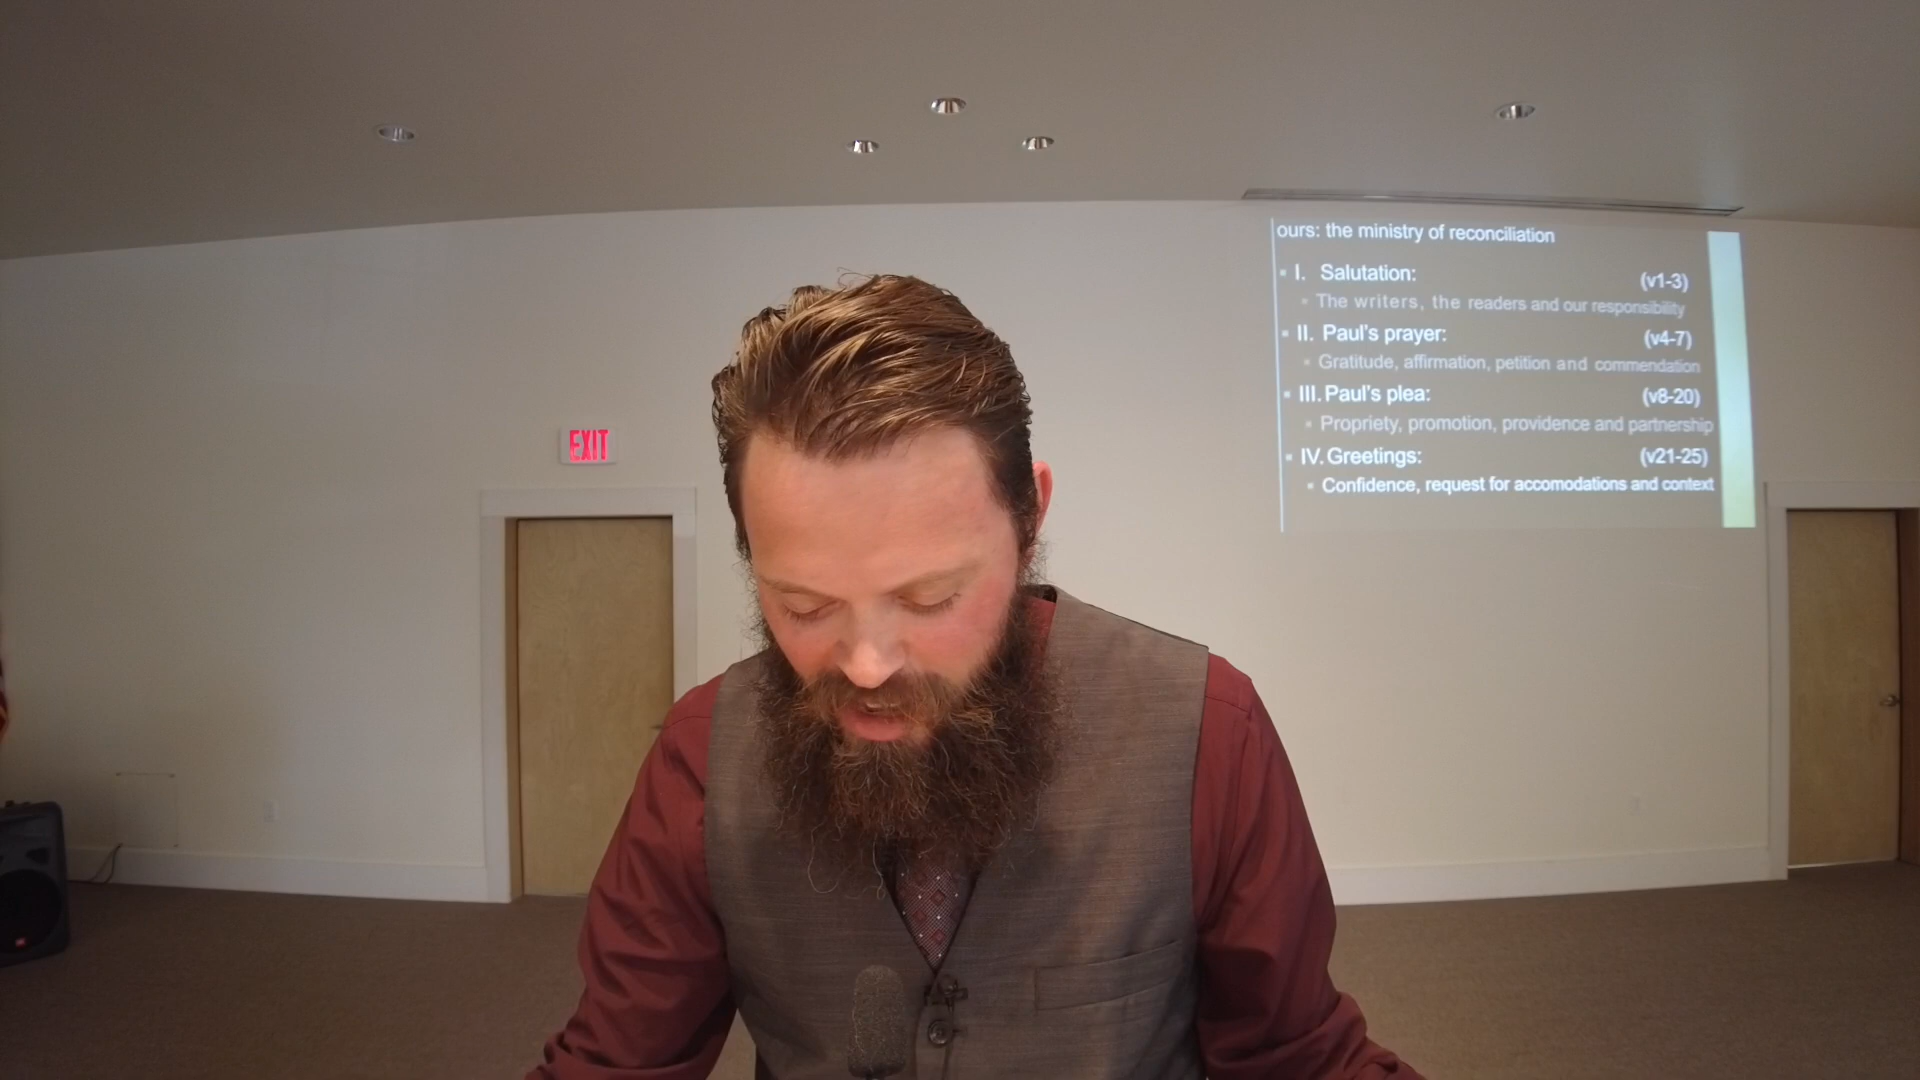 ours: the ministry of reconciliation
▪ I. Salutation: (v1-3)
▪ The writers, the readers and our responsibility
▪ II. Paul's prayer: (v4-7)
▪ Gratitude, affirmation, petition and commendation
▪ III. Paul's plea: (v8-20)
▪ Propriety, promotion, providence and partnership
▪ IV. Greetings: (v21-25)
▪ Confidence, request for accomodations and context
EXIT